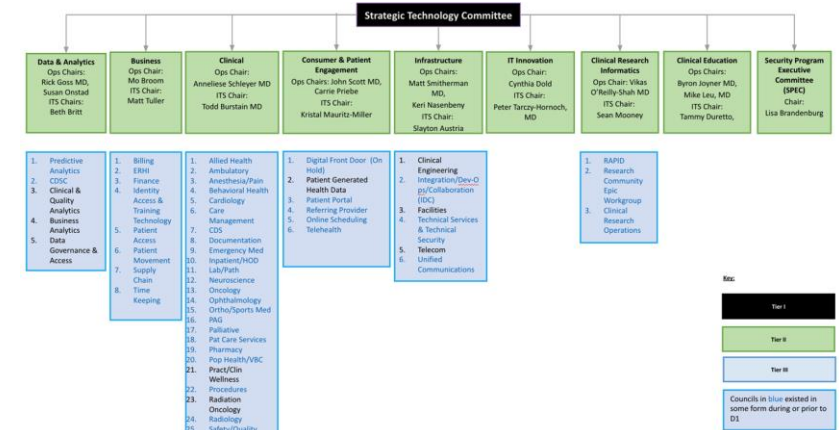 Strategic Technology Committee
Data & Analytics
Ops Chairs:
Rick Goss MD,
Susan Onstad
ITS Chairs:
Beth Britt
Business
Ops Chair:
Mo Broom
ITS Chair:
Matt Tuller
Clinical
Ops Chair:
Anneliese Schleyer MD
ITS Chair:
Todd Burstain MD
Consumer & Patient
Engagement
Ops Chairs: John Scott MD,
Carrie Priebe
ITS Chair:
Kristal Mauritz-Miller
Infrastructure
Ops Chairs:
Matt Smitherman
MD,
Keri Nasenbeny
ITS Chair:
Slayton Austria
IT Innovation
Ops Chair:
Cynthia Dold
ITS Chair:
Peter Tarczy-Hornoch,
MD
Clinical Research
Informatics
Ops Chair: Vikas
O'Reilly-Shah MD
ITS Chair:
Sean Mooney
Clinical Education
Ops Chairs:
Byron Joyner MD,
Mike Leu, MD
ITS Chair:
Tammy Duretto,
Security Program
Executive
Committee
(SPEC)
Chair:
Lisa Brandenburg
1. Predictive
Analytics
2. CDSC
3. Clinical &
Quality
Analytics
4. Business
Analytics
5. Data
Governance &
Access
1. Billing
2. ERHI
3. Finance
4. Identity
Access &
Training
Technology
5. Patient
Access
6. Patient
Movement
7. Supply
Chain
8. Time
Keeping
1. Allied Health
2. Ambulatory
3. Anesthesia/Pain
4. Behavioral Health
5. Cardiology
6. Care
Management
7. CDS
8. Documentation
9. Emergency Med
10. Inpatient/HOD
11. Lab/Path
12. Neuroscience
13. Oncology
14. Ophthalmology
15. Ortho/Sports Med
16. PAG
17. Palliative
18. Pat Care Services
19. Pharmacy
20. Pop Health/VBC
21. Pract/Clin
Wellness
22. Procedures
23. Radiation
Oncology
24. Radiology
25. Safety/Quality
1. Digital Front Door (On
Hold)
2. Patient Generated
Health Data
3. Patient Portal
4. Referring Provider
5. Online Scheduling
6. Telehealth
1. Clinical
Engineering
2. Integration/Dev-O
ps/Collaboration
(IDC)
3. Facilities
4. Technical Services
& Technical
Security
5. Telecom
6. Unified
Communications
1. RAPID
2. Research
Community
Epic
Workgroup
3. Clinical
Research
Operations
Key:
Tier I
Tier II
Tier III
Councils in blue existed in
some form during or prior to
D1